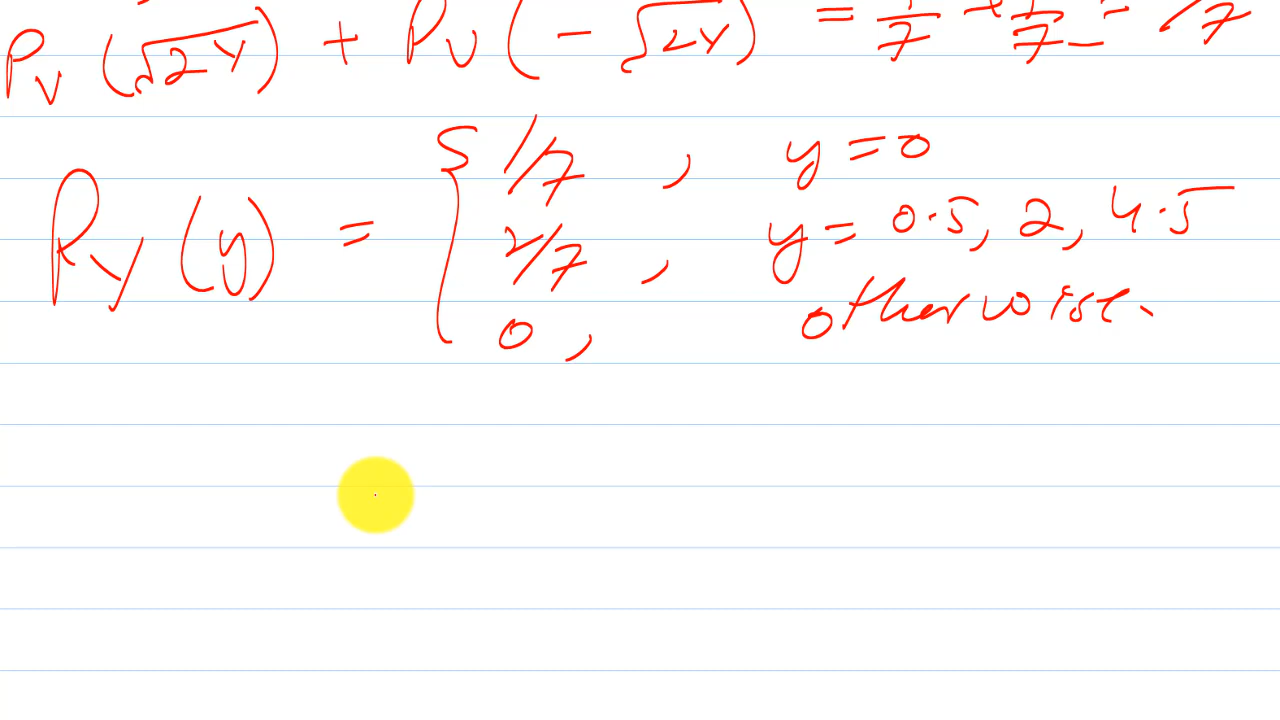 P_V (√2Y) + P_V (- √2Y) = 1/7 + 1/7 = 2/7
P_Y (y) = { 1/7 , y = 0
2/7 , y = 0.5, 2, 4.5
0 , otherwise.